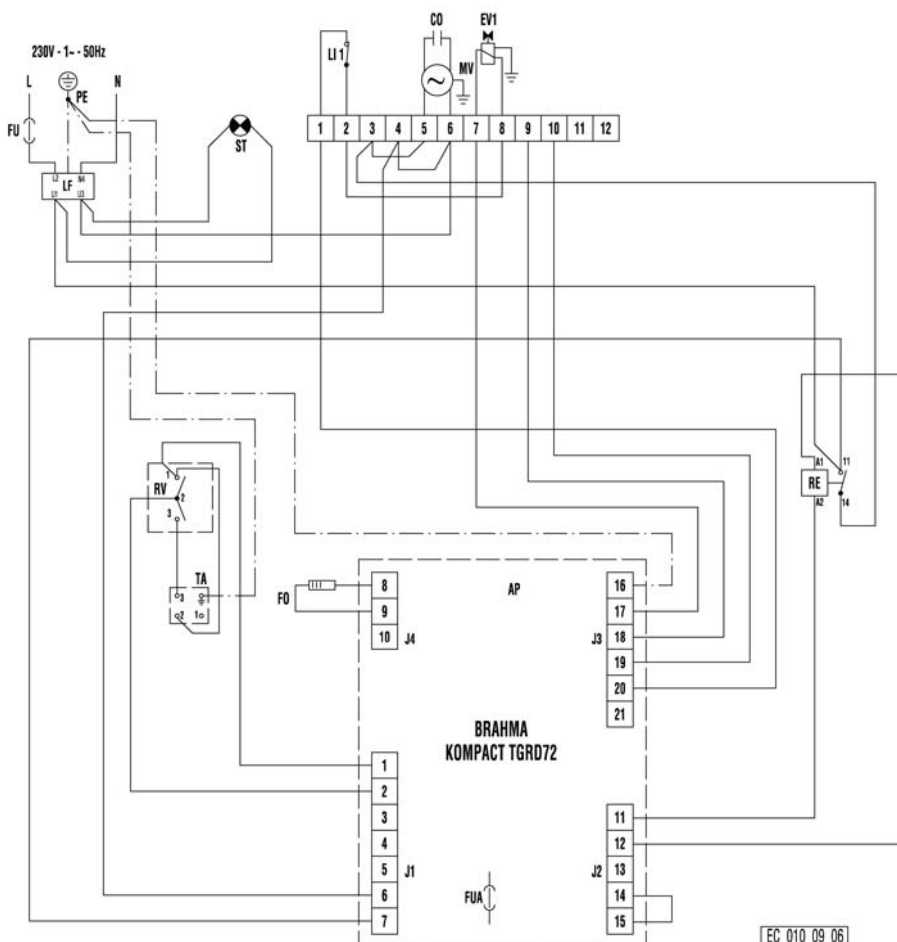 230V - 1~ - 50Hz
L
PE
N
FU
L2
N4
LF
L1
ST
CO
EV1
LI 1
MV
1 2 3 4 5 6 7 8 9 10 11 12
A1
11
RE
A2
14
1
RV
2
3
TA
3
2
1
FO
8
9
10
J4
AP
16
17
18
19
20
21
J3
BRAHMA
KOMPACT TGRD72
1
2
3
4
5
6
7
J1
FUA
11
12
13
14
15
J2
EC 010 09 06